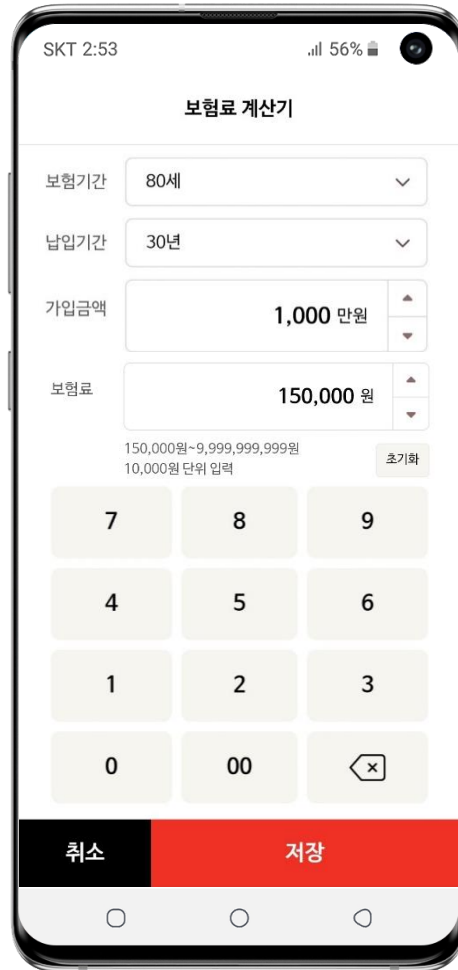 SKT 2:53 56%
보험료 계산기
보험기간 80세
납입기간 30년
가입금액 1,000 만원
보험료 150,000 원
150,000원~9,999,999,999원
10,000원 단위 입력
초기화
7 8 9
4 5 6
1 2 3
0 00
취소 저장